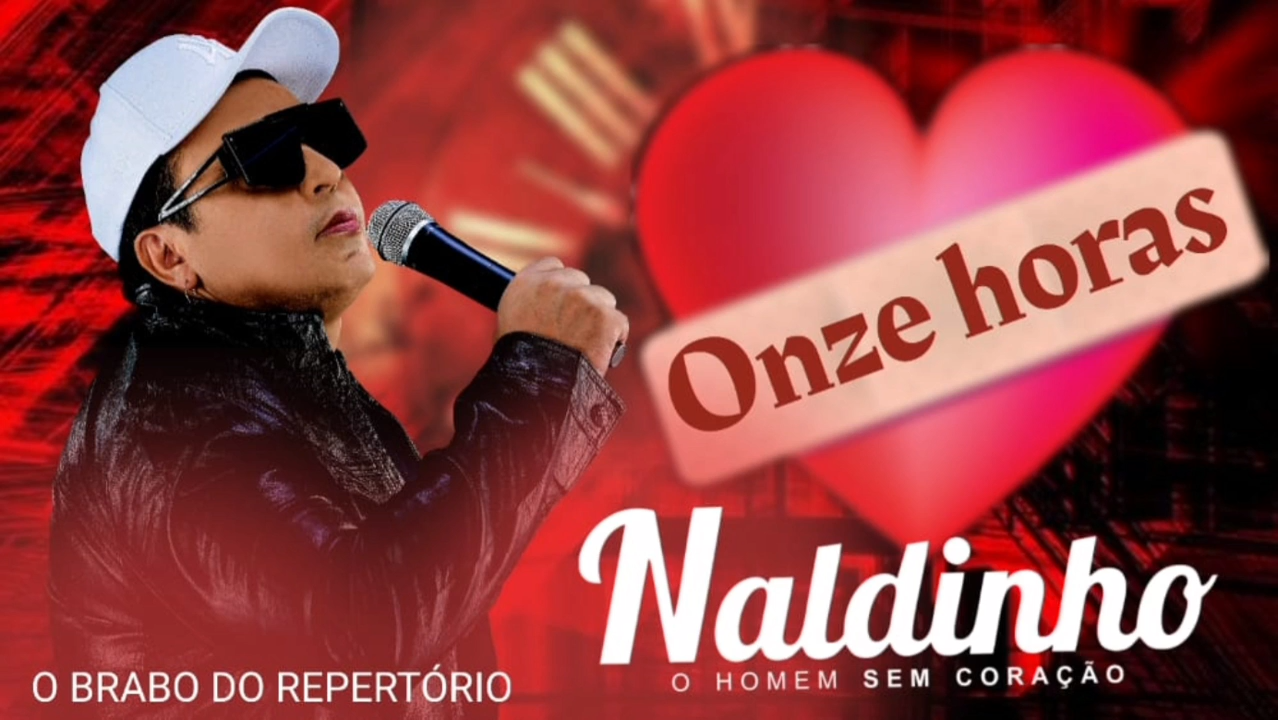 Onze horas
Naldinho
O HOMEM SEM CORAÇÃO
O BRABO DO REPERTÓRIO